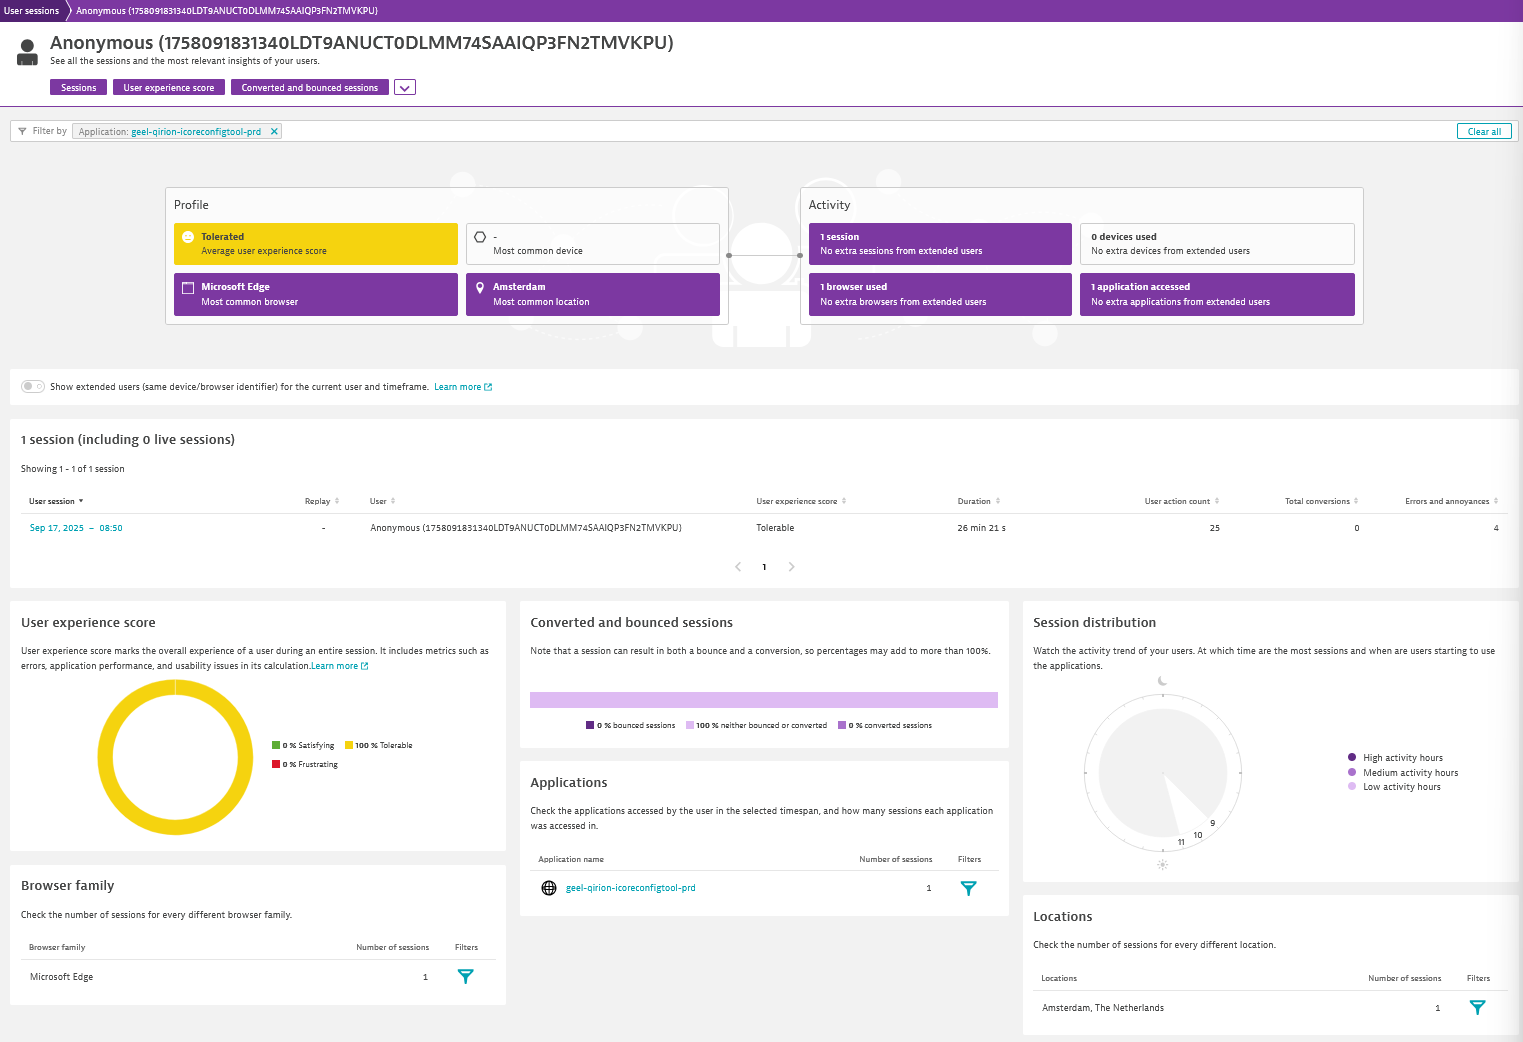 User sessions
Anonymous (1758091831340LDT9ANUCT0DLMM74SAAIQP3FN2TMVKPU)
Anonymous (1758091831340LDT9ANUCT0DLMM74SAAIQP3FN2TMVKPU)
See all the sessions and the most relevant insights of your users.
Sessions
User experience score
Converted and bounced sessions
Filter by
Application: geel-qirion-icoreconfigtool-prd
Clear all
Profile
Tolerated
Average user experience score
-
Most common device
Microsoft Edge
Most common browser
Amsterdam
Most common location
Activity
1 session
No extra sessions from extended users
0 devices used
No extra devices from extended users
1 browser used
No extra browsers from extended users
1 application accessed
No extra applications from extended users
Show extended users (same device/browser identifier) for the current user and timeframe. Learn more
1 session (including 0 live sessions)
Showing 1 - 1 of 1 session
User session Replay User User experience score Duration User action count Total conversions Errors and annoyances
Sep 17, 2025 – 08:50 - Anonymous (1758091831340LDT9ANUCT0DLMM74SAAIQP3FN2TMVKPU) Tolerable 26 min 21 s 25 0 4
1
User experience score
User experience score marks the overall experience of a user during an entire session. It includes metrics such as
errors, application performance, and usability issues in its calculation.Learn more
0 % Satisfying
100 % Tolerable
0 % Frustrating
Browser family
Check the number of sessions for every different browser family.
Browser family Number of sessions Filters
Microsoft Edge 1
Converted and bounced sessions
Note that a session can result in both a bounce and a conversion, so percentages may add to more than 100%.
0 % bounced sessions
100 % neither bounced or converted
0 % converted sessions
Applications
Check the applications accessed by the user in the selected timespan, and how many sessions each application
was accessed in.
Application name Number of sessions Filters
geel-qirion-icoreconfigtool-prd 1
Session distribution
Watch the activity trend of your users. At which time are the most sessions and when are users starting to use
the applications.
9
10
11
High activity hours
Medium activity hours
Low activity hours
Locations
Check the number of sessions for every different location.
Locations Number of sessions Filters
Amsterdam, The Netherlands 1